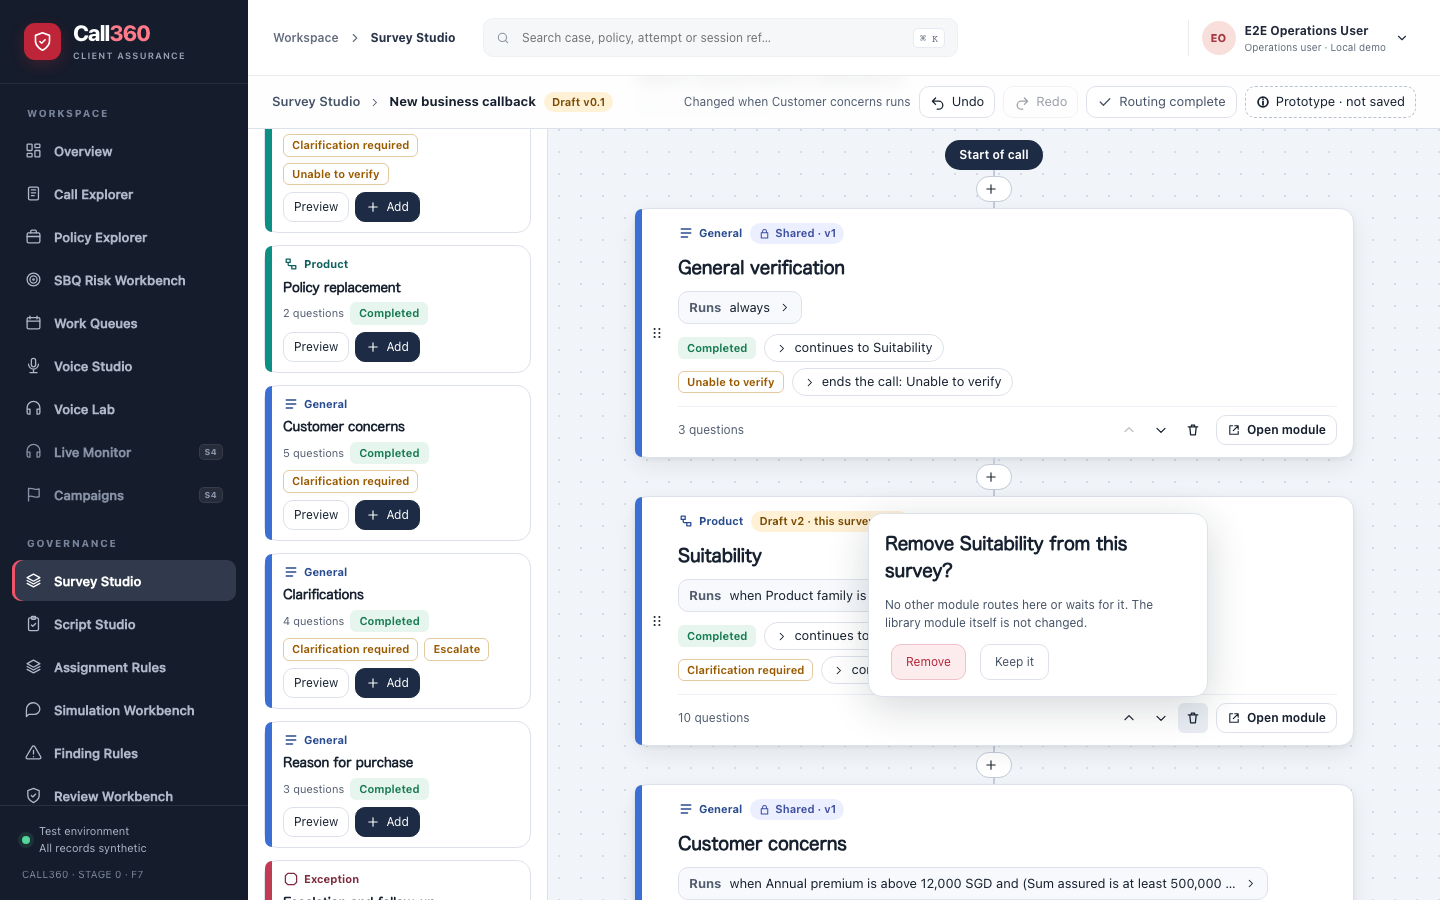 Call360
CLIENT ASSURANCE
WORKSPACE
Overview
Call Explorer
Policy Explorer
SBQ Risk Workbench
Work Queues
Voice Studio
Voice Lab
Live Monitor S4
Campaigns S4
GOVERNANCE
Survey Studio
Script Studio
Assignment Rules
Simulation Workbench
Finding Rules
Review Workbench
Test environment
All records synthetic
CALL360 · STAGE 0 · F7
Workspace > Survey Studio
Search case, policy, attempt or session ref...
⌘ K
EO
E2E Operations User
Operations user · Local demo
Survey Studio > New business callback Draft v0.1
Changed when Customer concerns runs
Undo
Redo
Routing complete
Prototype · not saved
Clarification required
Unable to verify
Preview + Add
Product
Policy replacement
2 questions Completed
Preview + Add
General
Customer concerns
5 questions Completed
Clarification required
Preview + Add
General
Clarifications
4 questions Completed
Clarification required Escalate
Preview + Add
General
Reason for purchase
3 questions Completed
Preview + Add
Exception
Start of call
+
General Shared · v1
General verification
Runs always >
Completed > continues to Suitability
Unable to verify > ends the call: Unable to verify
3 questions
Open module
+
Product Draft v2 · this
Suitability
Runs when Product family is
Completed > continues to
Clarification required >
10 questions
Open module
Remove Suitability from this
survey?
No other module routes here or waits for it. The
library module itself is not changed.
Remove
Keep it
+
General Shared · v1
Customer concerns
Runs when Annual premium is above 12,000 SGD and (Sum assured is at least 500,000 ... >